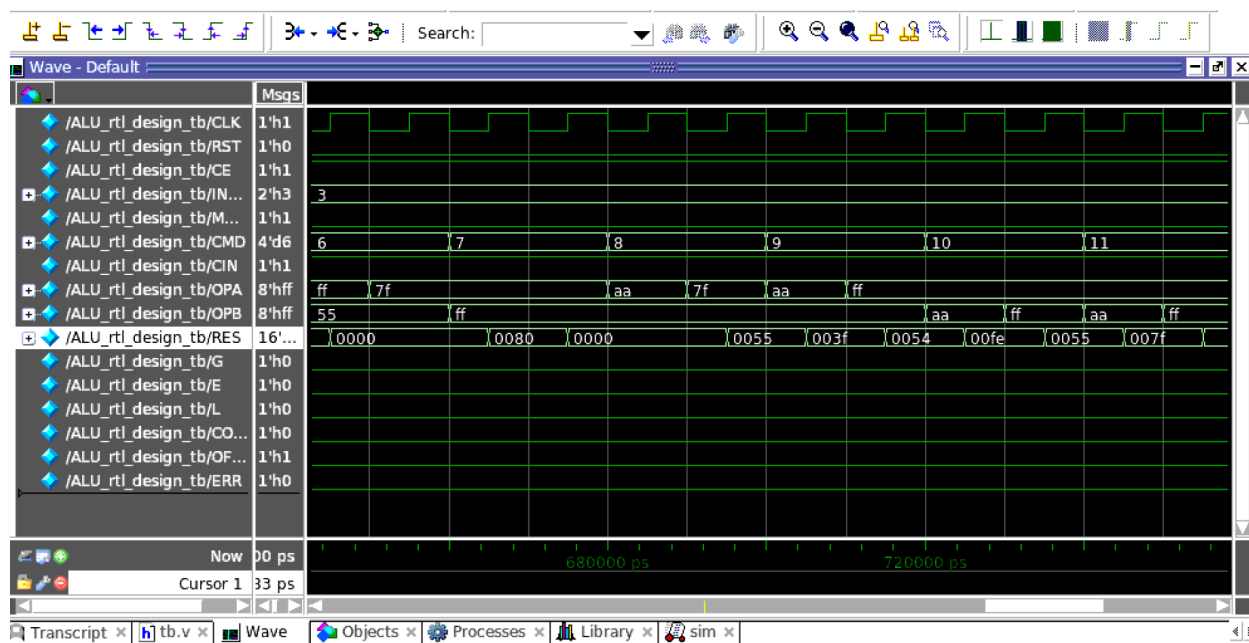 Search:
Wave - Default
Msgs
/ALU_rtl_design_tb/CLK 1'h1
/ALU_rtl_design_tb/RST 1'h0
/ALU_rtl_design_tb/CE 1'h1
/ALU_rtl_design_tb/IN... 2'h3 3
/ALU_rtl_design_tb/M... 1'h1
/ALU_rtl_design_tb/CMD 4'd6 6 7 8 9 10 11
/ALU_rtl_design_tb/CIN 1'h1
/ALU_rtl_design_tb/OPA 8'hff ff 7f aa 7f aa ff
/ALU_rtl_design_tb/OPB 8'hff 55 ff aa ff aa ff
/ALU_rtl_design_tb/RES 16'... 0000 0080 0000 0055 003f 0054 00fe 0055 007f
/ALU_rtl_design_tb/G 1'h0
/ALU_rtl_design_tb/E 1'h0
/ALU_rtl_design_tb/L 1'h0
/ALU_rtl_design_tb/CO... 1'h0
/ALU_rtl_design_tb/OF... 1'h1
/ALU_rtl_design_tb/ERR 1'h0
Now 00 ps 680000 ps 720000 ps
Cursor 1 33 ps
Transcript tb.v Wave Objects Processes Library sim